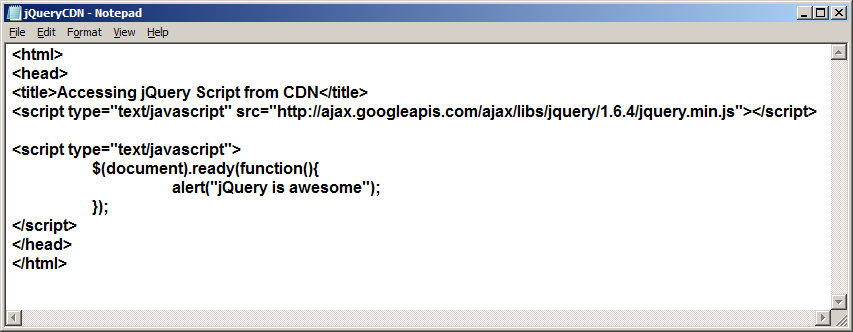 jQueryCDN - Notepad
File Edit Format View Help
<html>
<head>
<title>Accessing jQuery Script from CDN</title>
<script type="text/javascript" src="http://ajax.googleapis.com/ajax/libs/jquery/1.6.4/jquery.min.js"></script>
<script type="text/javascript">
$(document).ready(function(){
alert("jQuery is awesome");
});
</script>
</head>
</html>